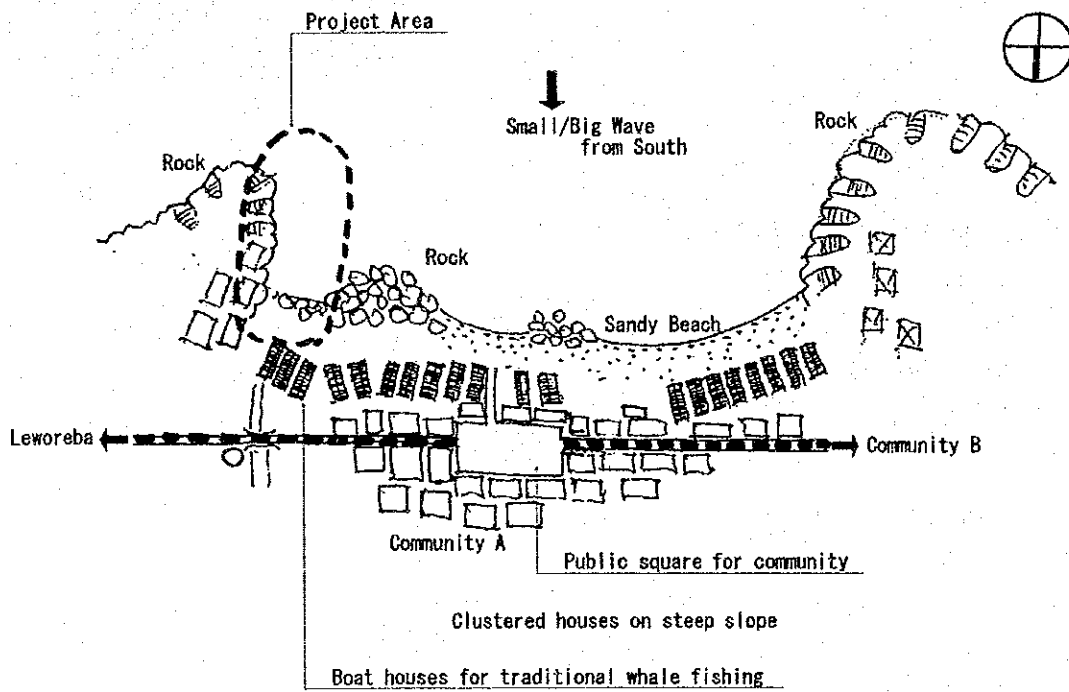 Project Area
Small/Big Wave
from South
Rock
Rock
Rock
Sandy Beach
Leworeba
Community B
Community A
Public square for community
Clustered houses on steep slope
Boat houses for traditional whale fishing